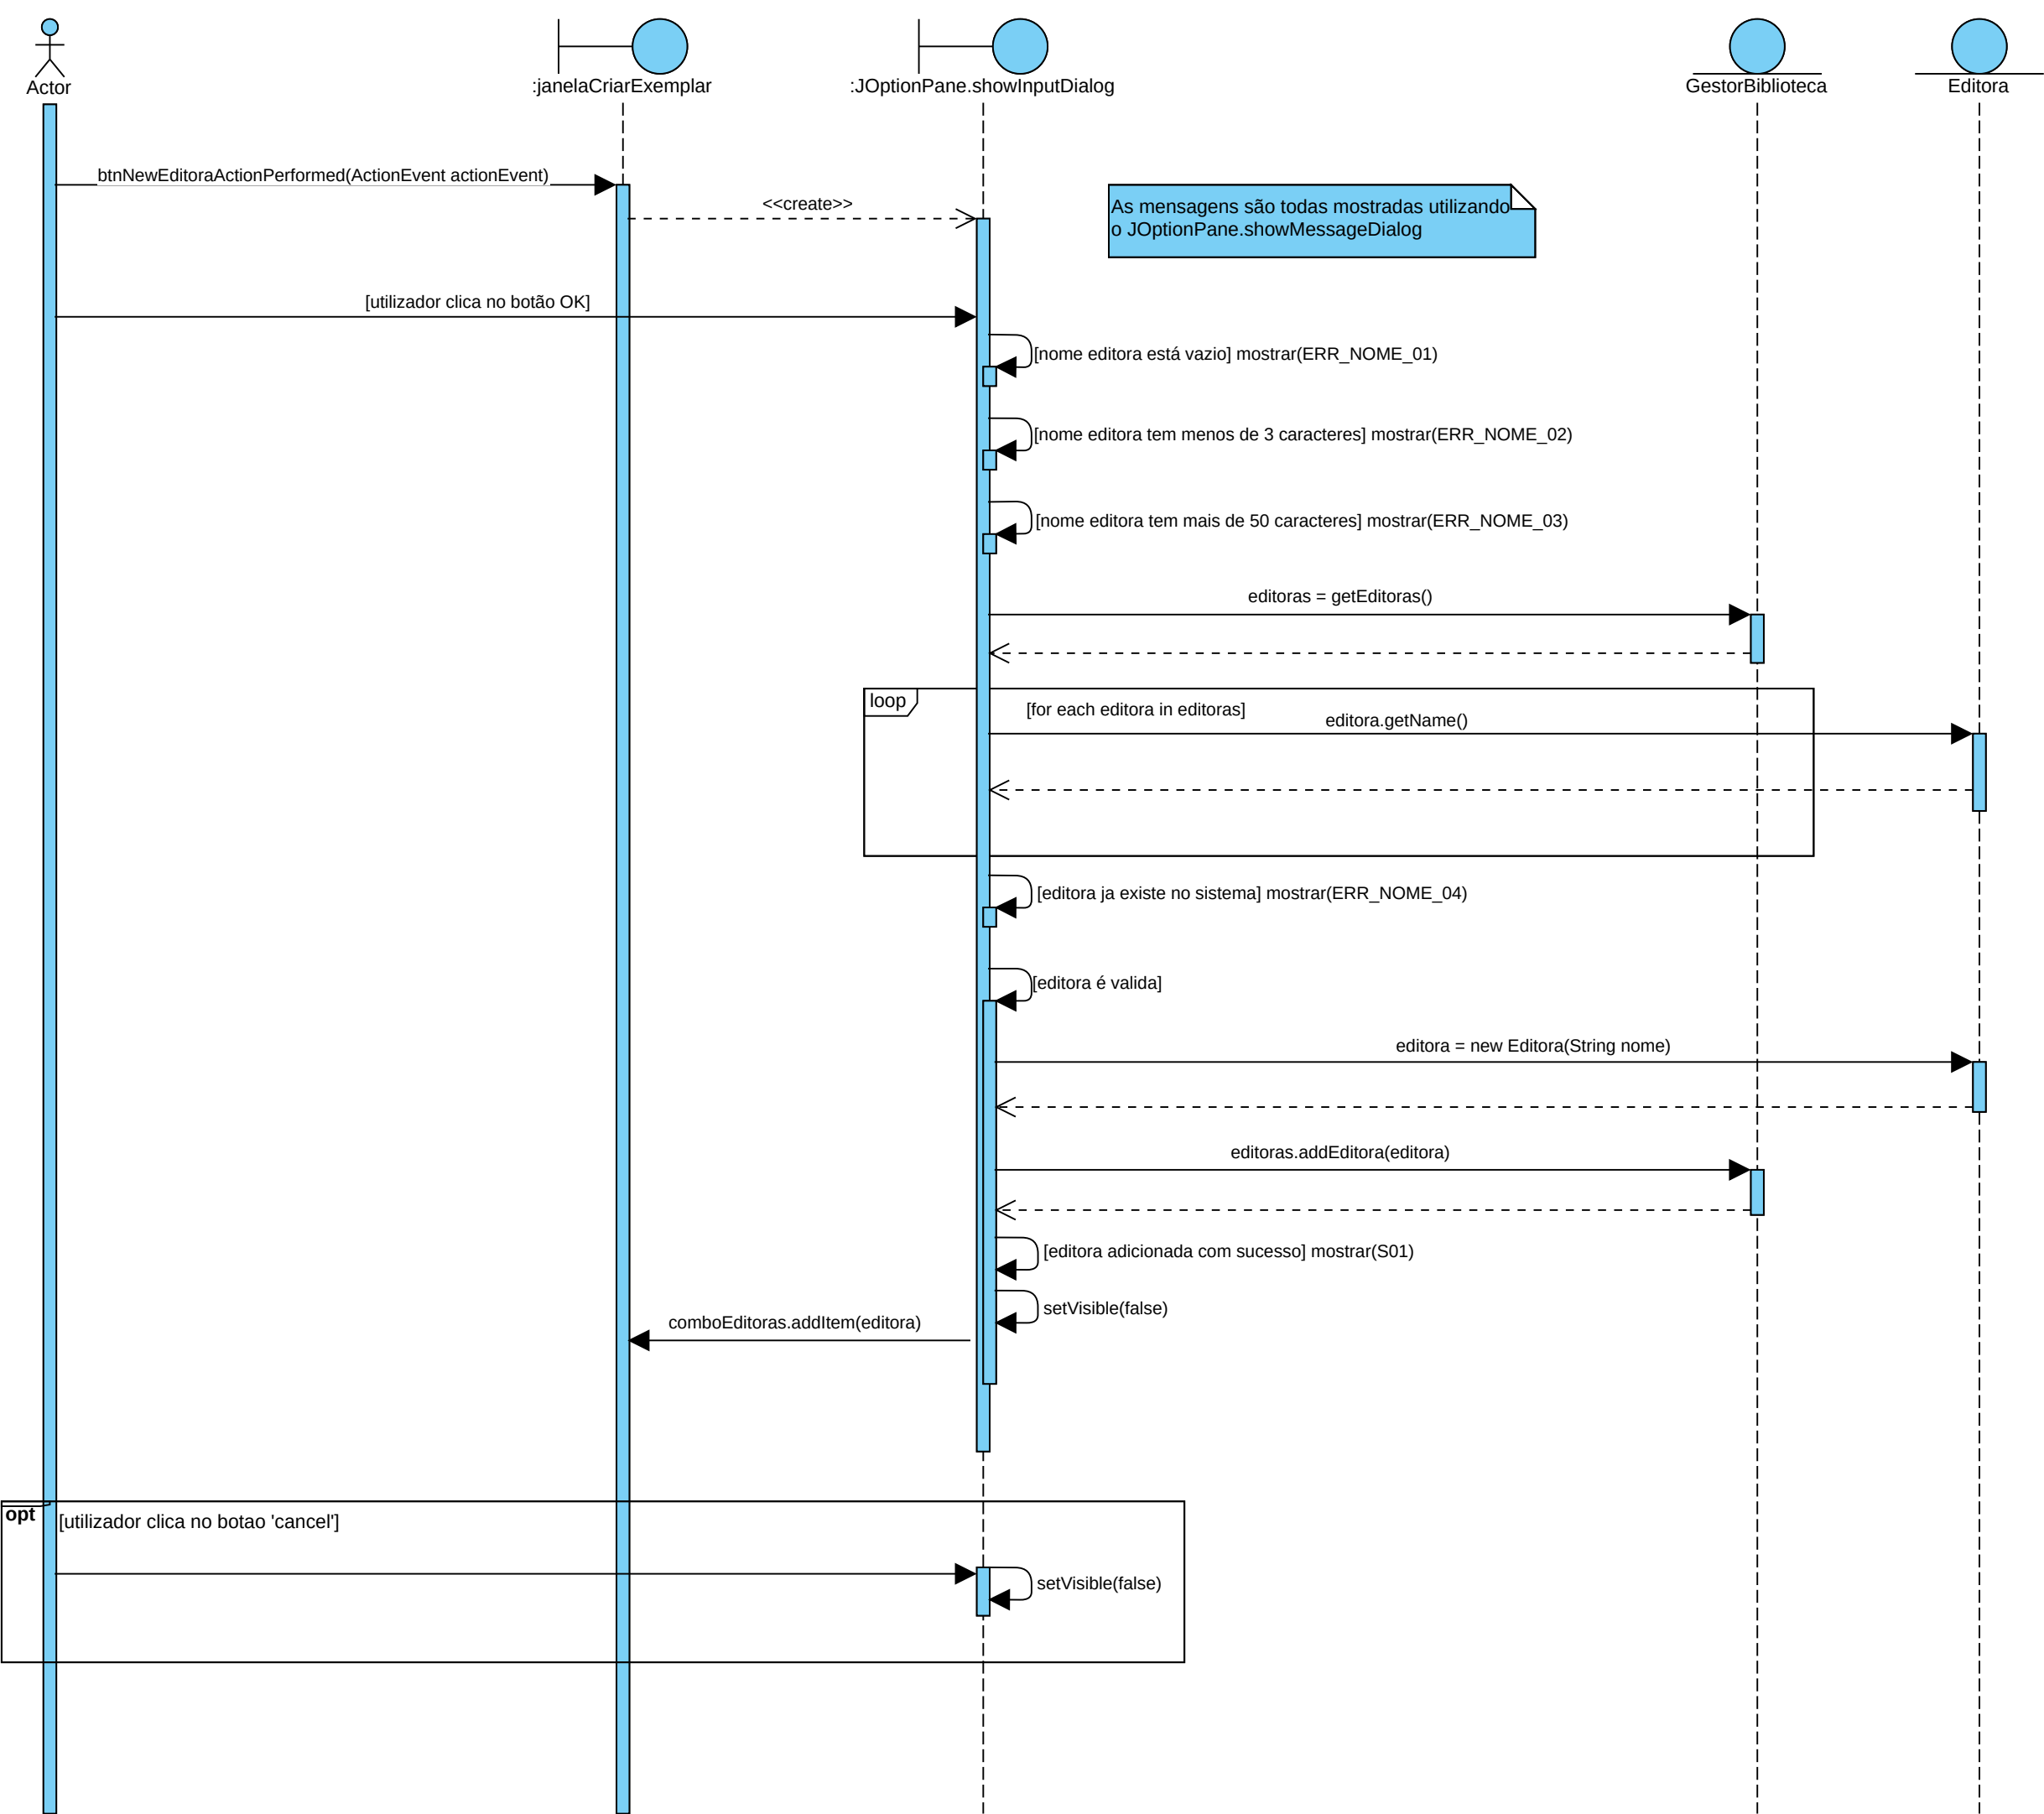 Actor
:janelaCriarExemplar
:JOptionPane.showInputDialog
GestorBiblioteca
Editora
btnNewEditoraActionPerformed(ActionEvent actionEvent)
<<create>>
As mensagens são todas mostradas utilizando
o JOptionPane.showMessageDialog
[utilizador clica no botão OK]
[nome editora está vazio] mostrar(ERR_NOME_01)
[nome editora tem menos de 3 caracteres] mostrar(ERR_NOME_02)
[nome editora tem mais de 50 caracteres] mostrar(ERR_NOME_03)
editoras = getEditoras()
loop
[for each editora in editoras]
editora.getName()
[editora ja existe no sistema] mostrar(ERR_NOME_04)
[editora é valida]
editora = new Editora(String nome)
editoras.addEditora(editora)
[editora adicionada com sucesso] mostrar(S01)
setVisible(false)
comboEditoras.addItem(editora)
opt
[utilizador clica no botao 'cancel']
setVisible(false)